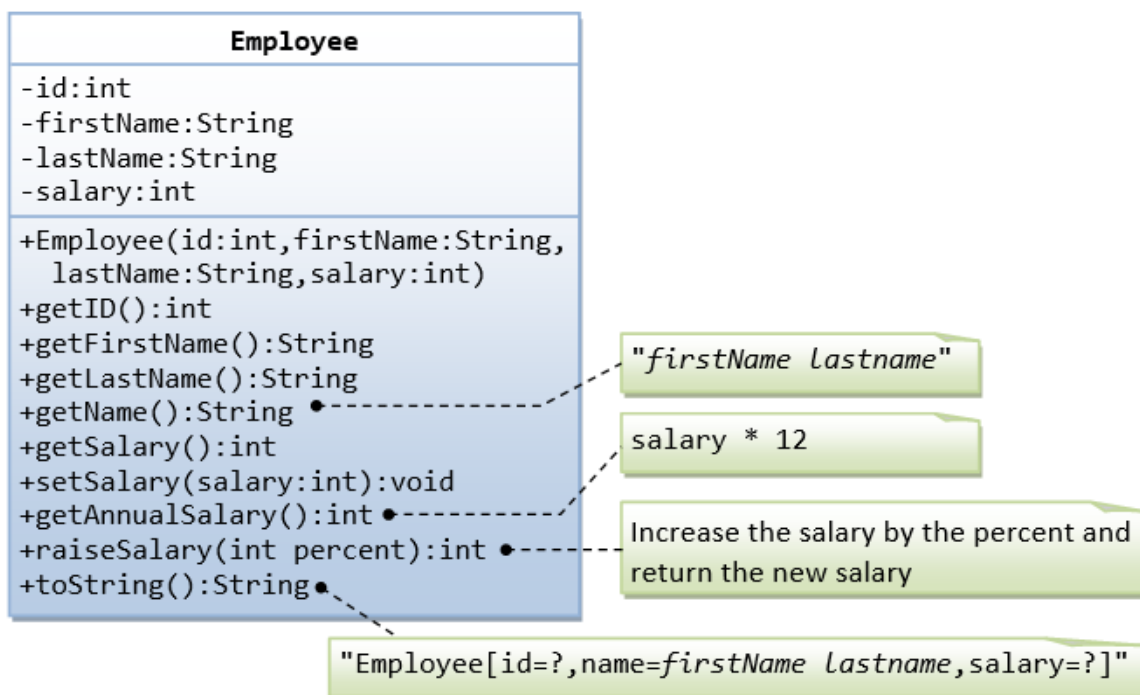 Employee
-id:int
-firstName:String
-lastName:String
-salary:int
+Employee(id:int,firstName:String,
lastName:String,salary:int)
+getID():int
+getFirstName():String
+getLastName():String
+getName():String
+getSalary():int
+setSalary(salary:int):void
+getAnnualSalary():int
+raiseSalary(int percent):int
+toString():String
"firstName lastname"
salary * 12
Increase the salary by the percent and
return the new salary
"Employee[id=?,name=firstName lastname,salary=?]"